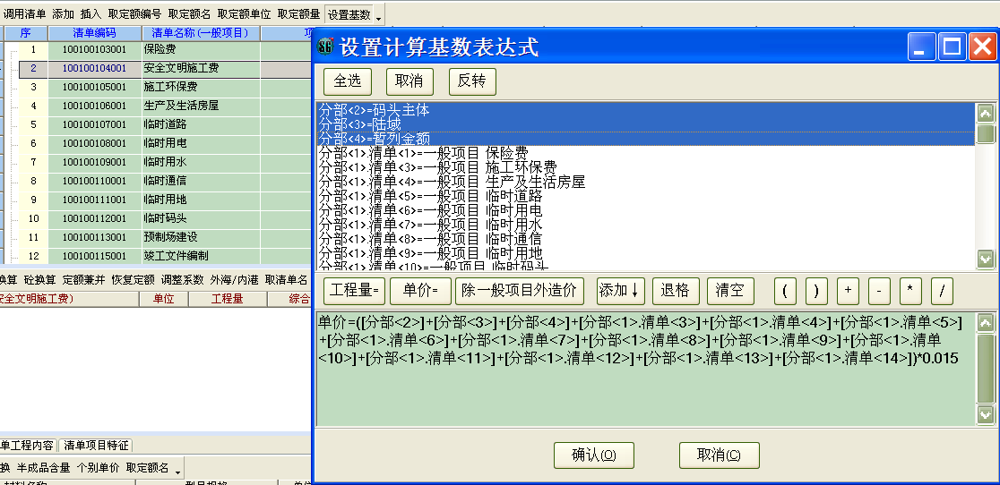 调用清单 添加 插入 取定额编号 取定额名 取定额单位 取定额量 设置基数
序 清单编码 清单名称(一般项目)
1 100100103001 保险费
2 100100104001 安全文明施工费
3 100100105001 施工环保费
4 100100106001 生产及生活房屋
5 100100107001 临时道路
6 100100108001 临时用电
7 100100109001 临时用水
8 100100110001 临时通信
9 100100111001 临时用地
10 100100112001 临时码头
11 100100113001 预制场建设
12 100100115001 竣工文件编制
换算 砼换算 定额兼并 恢复定额 调整系数 外海/内港 取清单名
安全文明施工费) 单位 工程量 综合
单工程内容 清单项目特征
换 半成品含量 个别单价 取定额名
材料名称 型号规格 单位
设置计算基数表达式
全选 取消 反转
分部<2>=码头主体
分部<3>=陆域
分部<4>=暂列金额
分部<1>.清单<1>=一般项目 保险费
分部<1>.清单<3>=一般项目 施工环保费
分部<1>.清单<4>=一般项目 生产及生活房屋
分部<1>.清单<5>=一般项目 临时道路
分部<1>.清单<6>=一般项目 临时用电
分部<1>.清单<7>=一般项目 临时用水
分部<1>.清单<8>=一般项目 临时通信
分部<1>.清单<9>=一般项目 临时用地
分部<1>.清单<10>=一般项目 临时码头
工程量= 单价= 除一般项目外造价 添加↓ 退格 清空 ( ) + - * /
单价=([分部<2>]+[分部<3>]+[分部<4>]+[分部<1>.清单<3>]+[分部<1>.清单<4>]+[分部<1>.清单<5>]
+[分部<1>.清单<6>]+[分部<1>.清单<7>]+[分部<1>.清单<8>]+[分部<1>.清单<9>]+[分部<1>.清单
<10>]+[分部<1>.清单<11>]+[分部<1>.清单<12>]+[分部<1>.清单<13>]+[分部<1>.清单<14>])*0.015
确认(O) 取消(C)